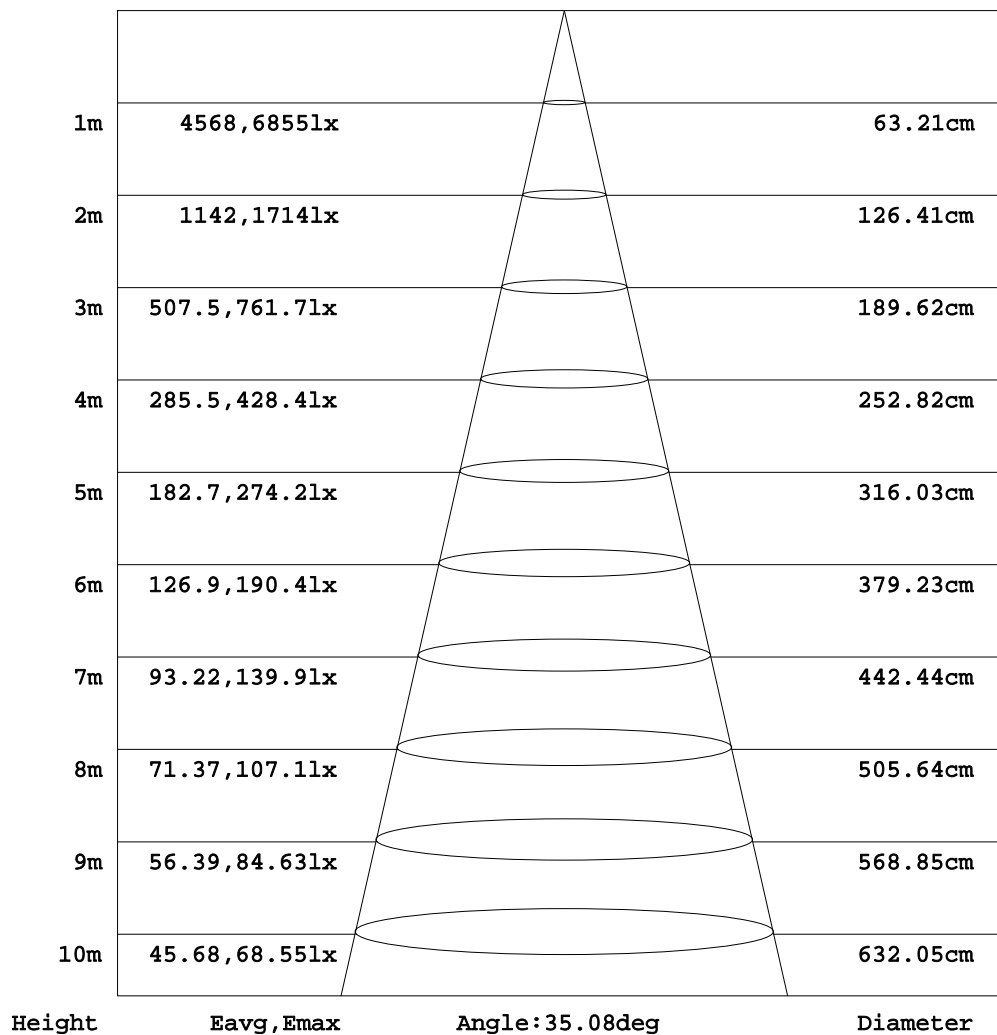 1m 4568,6855lx 63.21cm
2m 1142,1714lx 126.41cm
3m 507.5,761.7lx 189.62cm
4m 285.5,428.4lx 252.82cm
5m 182.7,274.2lx 316.03cm
6m 126.9,190.4lx 379.23cm
7m 93.22,139.9lx 442.44cm
8m 71.37,107.1lx 505.64cm
9m 56.39,84.63lx 568.85cm
10m 45.68,68.55lx 632.05cm
Height Eavg,Emax Angle:35.08deg Diameter